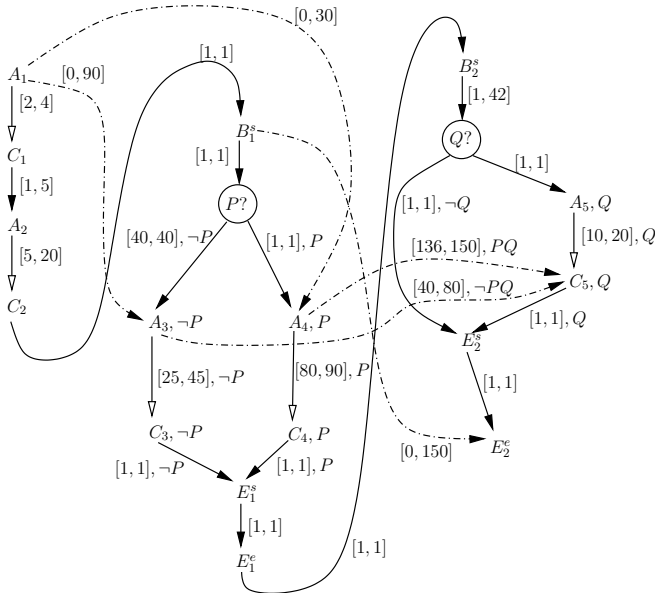 [0, 30]
[1, 1]
B₂ˢ
A₁
[0, 90]
[2, 4]
[1, 42]
B₁ˢ
Q?
C₁
[1, 1]
[1, 1]
[1, 5]
P?
[1, 1], ¬Q
A₅, Q
A₂
[40, 40], ¬P
[1, 1], P
[10, 20], Q
[5, 20]
[136, 150], PQ
C₂
[40, 80], ¬PQ
C₅, Q
A₃, ¬P
A₄, P
[1, 1], Q
E₂ˢ
[25, 45], ¬P
[80, 90], P
[1, 1]
C₃, ¬P
C₄, P
E₂ᵉ
[0, 150]
[1, 1], ¬P
[1, 1], P
E₁ˢ
[1, 1]
[1, 1]
E₁ᵉ